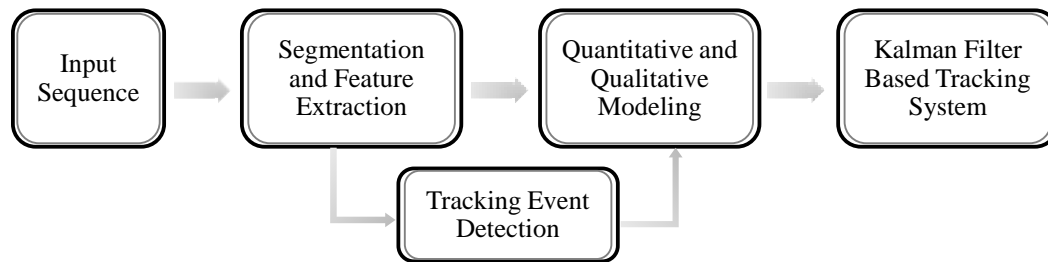 Input
Sequence
Segmentation
and Feature
Extraction
Quantitative and
Qualitative
Modeling
Kalman Filter
Based Tracking
System
Tracking Event
Detection